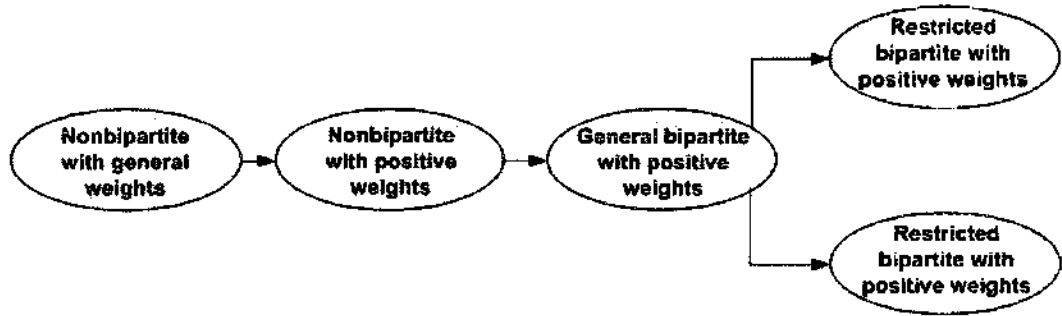 Nonbipartite
with general
weights
Nonbipartite
with positive
weights
General bipartite
with positive
weights
Restricted
bipartite with
positive weights
Restricted
bipartite with
positive weights